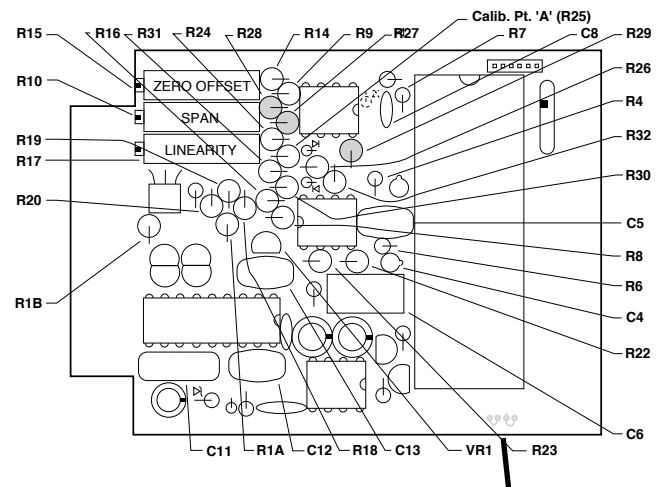 Calib. Pt. 'A' (R25)
R15
R16
R31
R24
R28
R14
R9
R7
C8
R29
R10
R26
R4
R19
R17
R32
R20
R30
C5
R8
R1B
R6
C4
R22
C6
ZERO OFFSET
SPAN
LINEARITY
C11
R1A
C12
R18
C13
VR1
R23